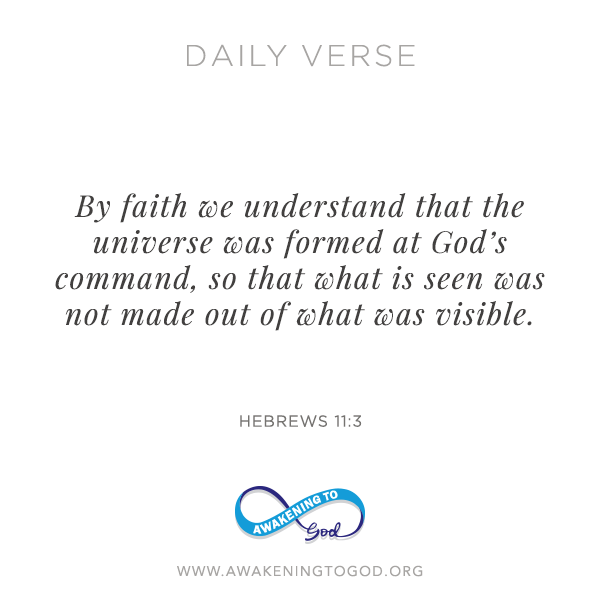 DAILY VERSE
By faith we understand that the
universe was formed at God’s
command, so that what is seen was
not made out of what was visible.
HEBREWS 11:3
AWAKENING TO
God
WWW.AWAKENINGTOGOD.ORG